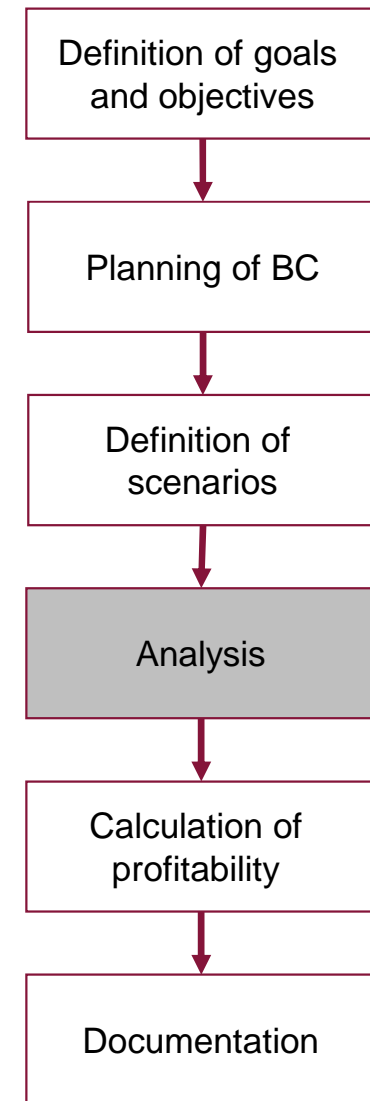 Definition of goals
and objectives
Planning of BC
Definition of
scenarios
Analysis
Calculation of
profitability
Documentation